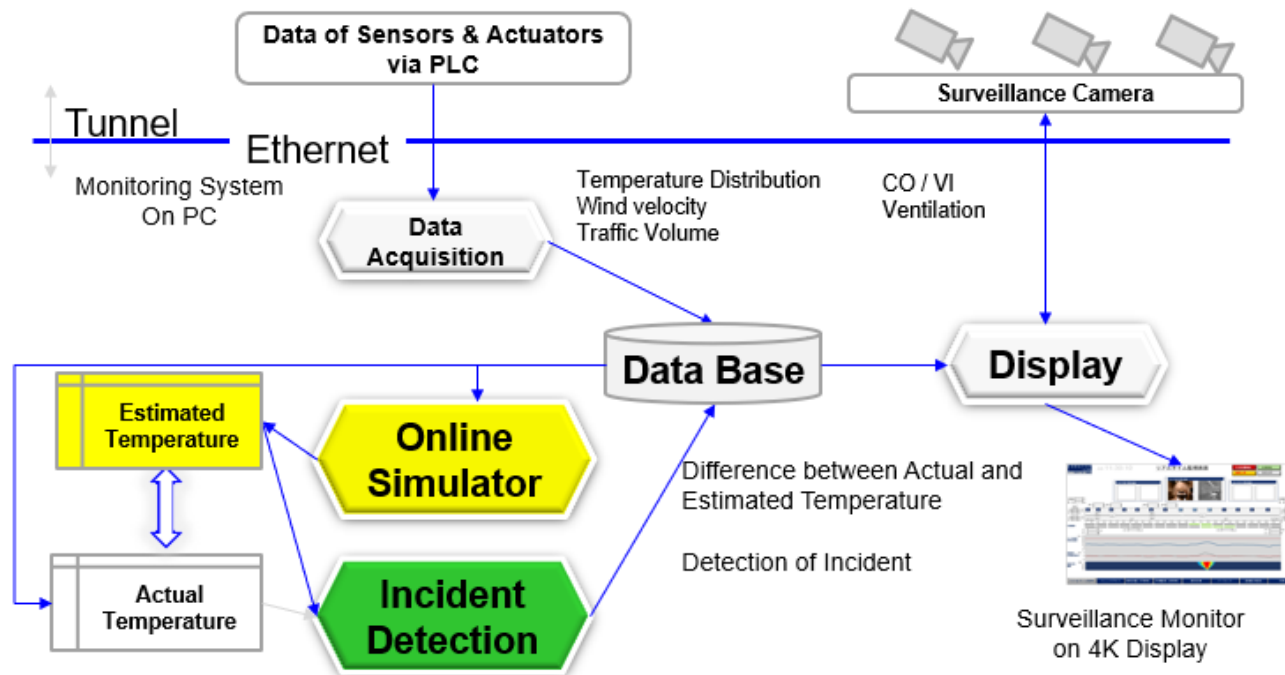 Data of Sensors & Actuators
via PLC
Surveillance Camera
Tunnel
Ethernet
Monitoring System
On PC
Data
Acquisition
Temperature Distribution
Wind velocity
Traffic Volume
CO / VI
Ventilation
Data Base
Display
Estimated
Temperature
Online
Simulator
Difference between Actual and
Estimated Temperature
Detection of Incident
Actual
Temperature
Incident
Detection
Surveillance Monitor
on 4K Display